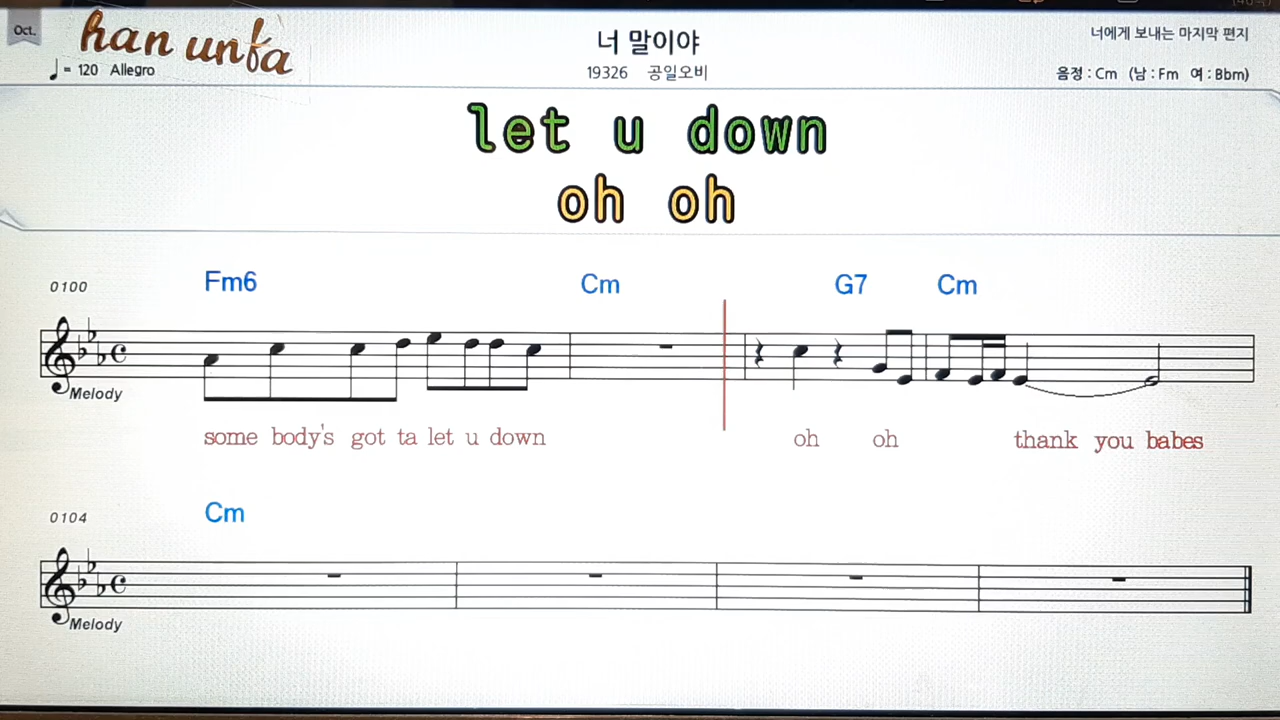 Oct.
han unfa
♩ = 120 Allegro
너 말이야
19326 공일오비
너에게 보내는 마지막 편지
음정 : Cm (남 : Fm 여 : Bbm)
let u down
oh oh
0100
Fm6 Cm G7 Cm
Melody
some body's got ta let u down oh oh thank you babes
0104
Cm
Melody